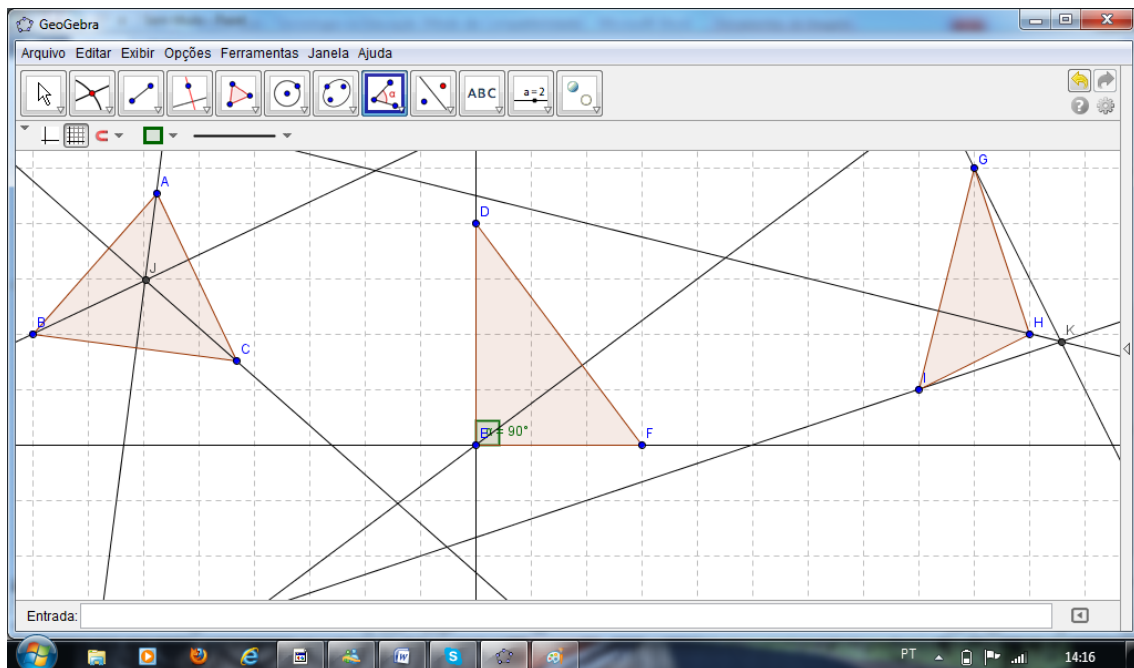 GeoGebra
Arquivo Editar Exibir Opções Ferramentas Janela Ajuda
ABC
a=2
α
G
A
D
J
B
H
K
C
I
E
α = 90°
F
Entrada:
PT
14:16